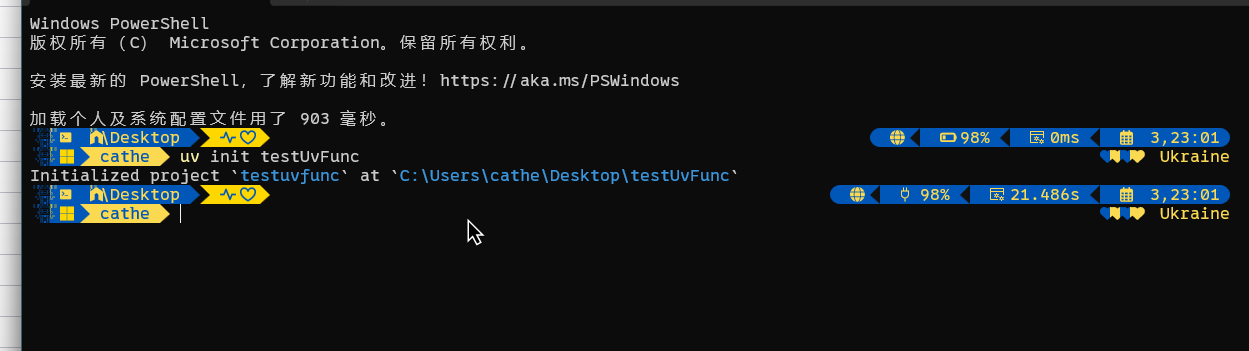 Windows PowerShell
版权所有 (C) Microsoft Corporation。保留所有权利。
安装最新的 PowerShell，了解新功能和改进！https://aka.ms/PSWindows
加载个人及系统配置文件用了 903 毫秒。
\Desktop 98% 0ms 3,23:01
cathe uv init testUvFunc Ukraine
Initialized project `testuvfunc` at `C:\Users\cathe\Desktop\testUvFunc`
\Desktop 98% 21.486s 3,23:01
cathe Ukraine